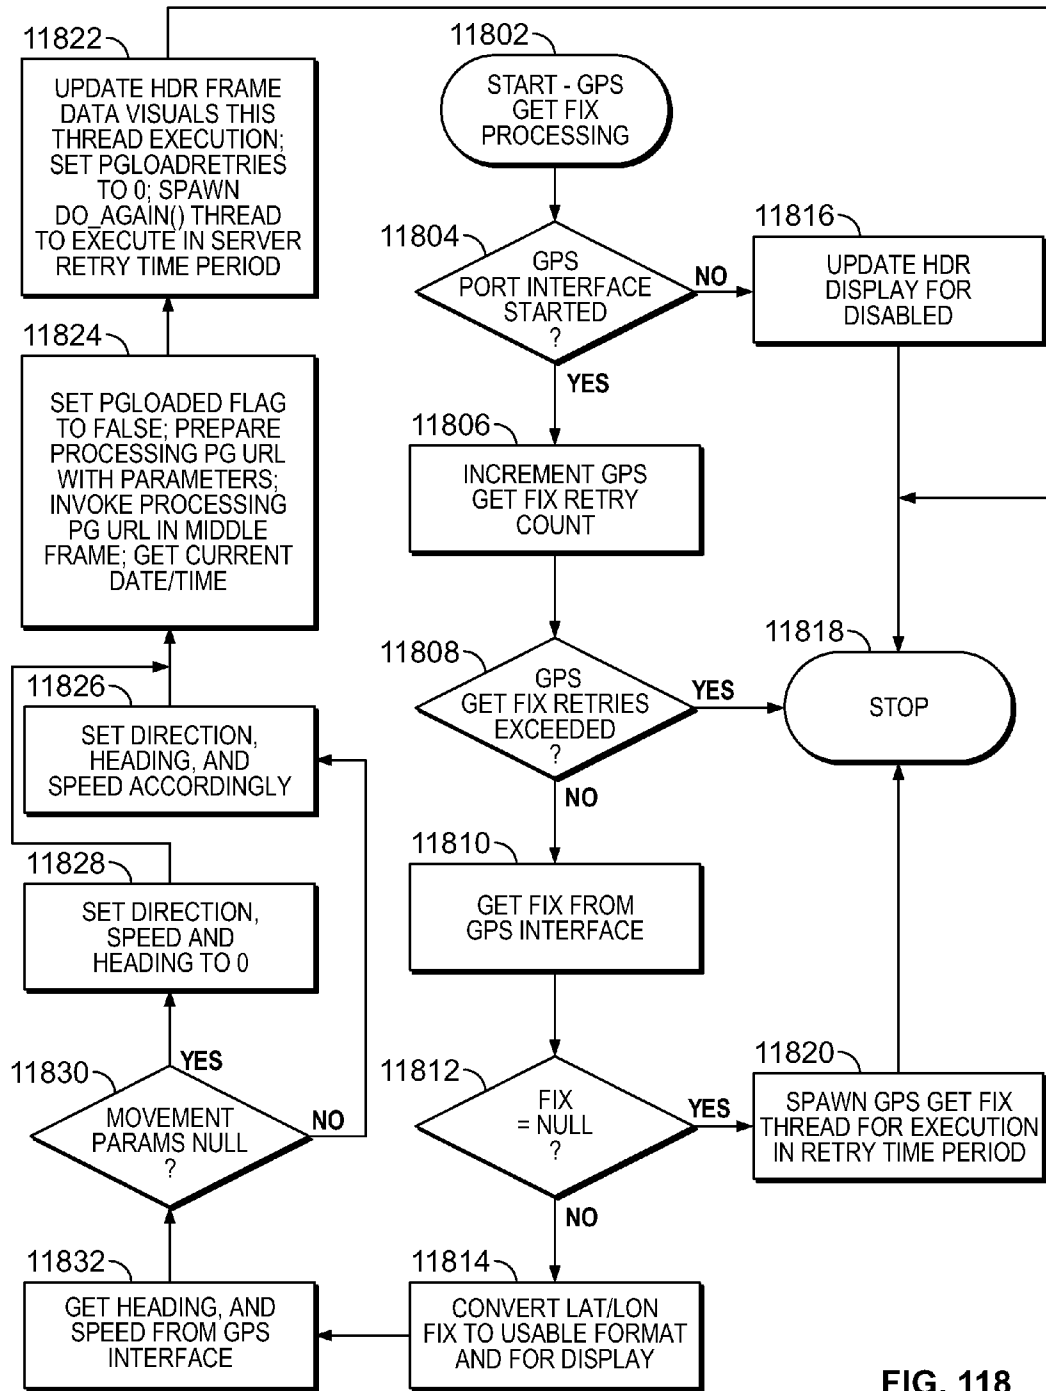 11802
START - GPS
GET FIX
PROCESSING
11804
GPS
PORT INTERFACE
STARTED
?
NO
YES
11816
UPDATE HDR
DISPLAY FOR
DISABLED
11806
INCREMENT GPS
GET FIX RETRY
COUNT
11808
GPS
GET FIX RETRIES
EXCEEDED
?
YES
NO
11818
STOP
11810
GET FIX FROM
GPS INTERFACE
11812
FIX
= NULL
?
YES
NO
11820
SPAWN GPS GET FIX
THREAD FOR EXECUTION
IN RETRY TIME PERIOD
11814
CONVERT LAT/LON
FIX TO USABLE FORMAT
AND FOR DISPLAY
11832
GET HEADING, AND
SPEED FROM GPS
INTERFACE
11830
MOVEMENT
PARAMS NULL
?
YES
NO
11828
SET DIRECTION,
SPEED AND
HEADING TO 0
11826
SET DIRECTION,
HEADING, AND
SPEED ACCORDINGLY
11824
SET PGLOADED FLAG
TO FALSE; PREPARE
PROCESSING PG URL
WITH PARAMETERS;
INVOKE PROCESSING
PG URL IN MIDDLE
FRAME; GET CURRENT
DATE/TIME
11822
UPDATE HDR FRAME
DATA VISUALS THIS
THREAD EXECUTION;
SET PGLOADRETRIES
TO 0; SPAWN
DO_AGAIN() THREAD
TO EXECUTE IN SERVER
RETRY TIME PERIOD
FIG. 118